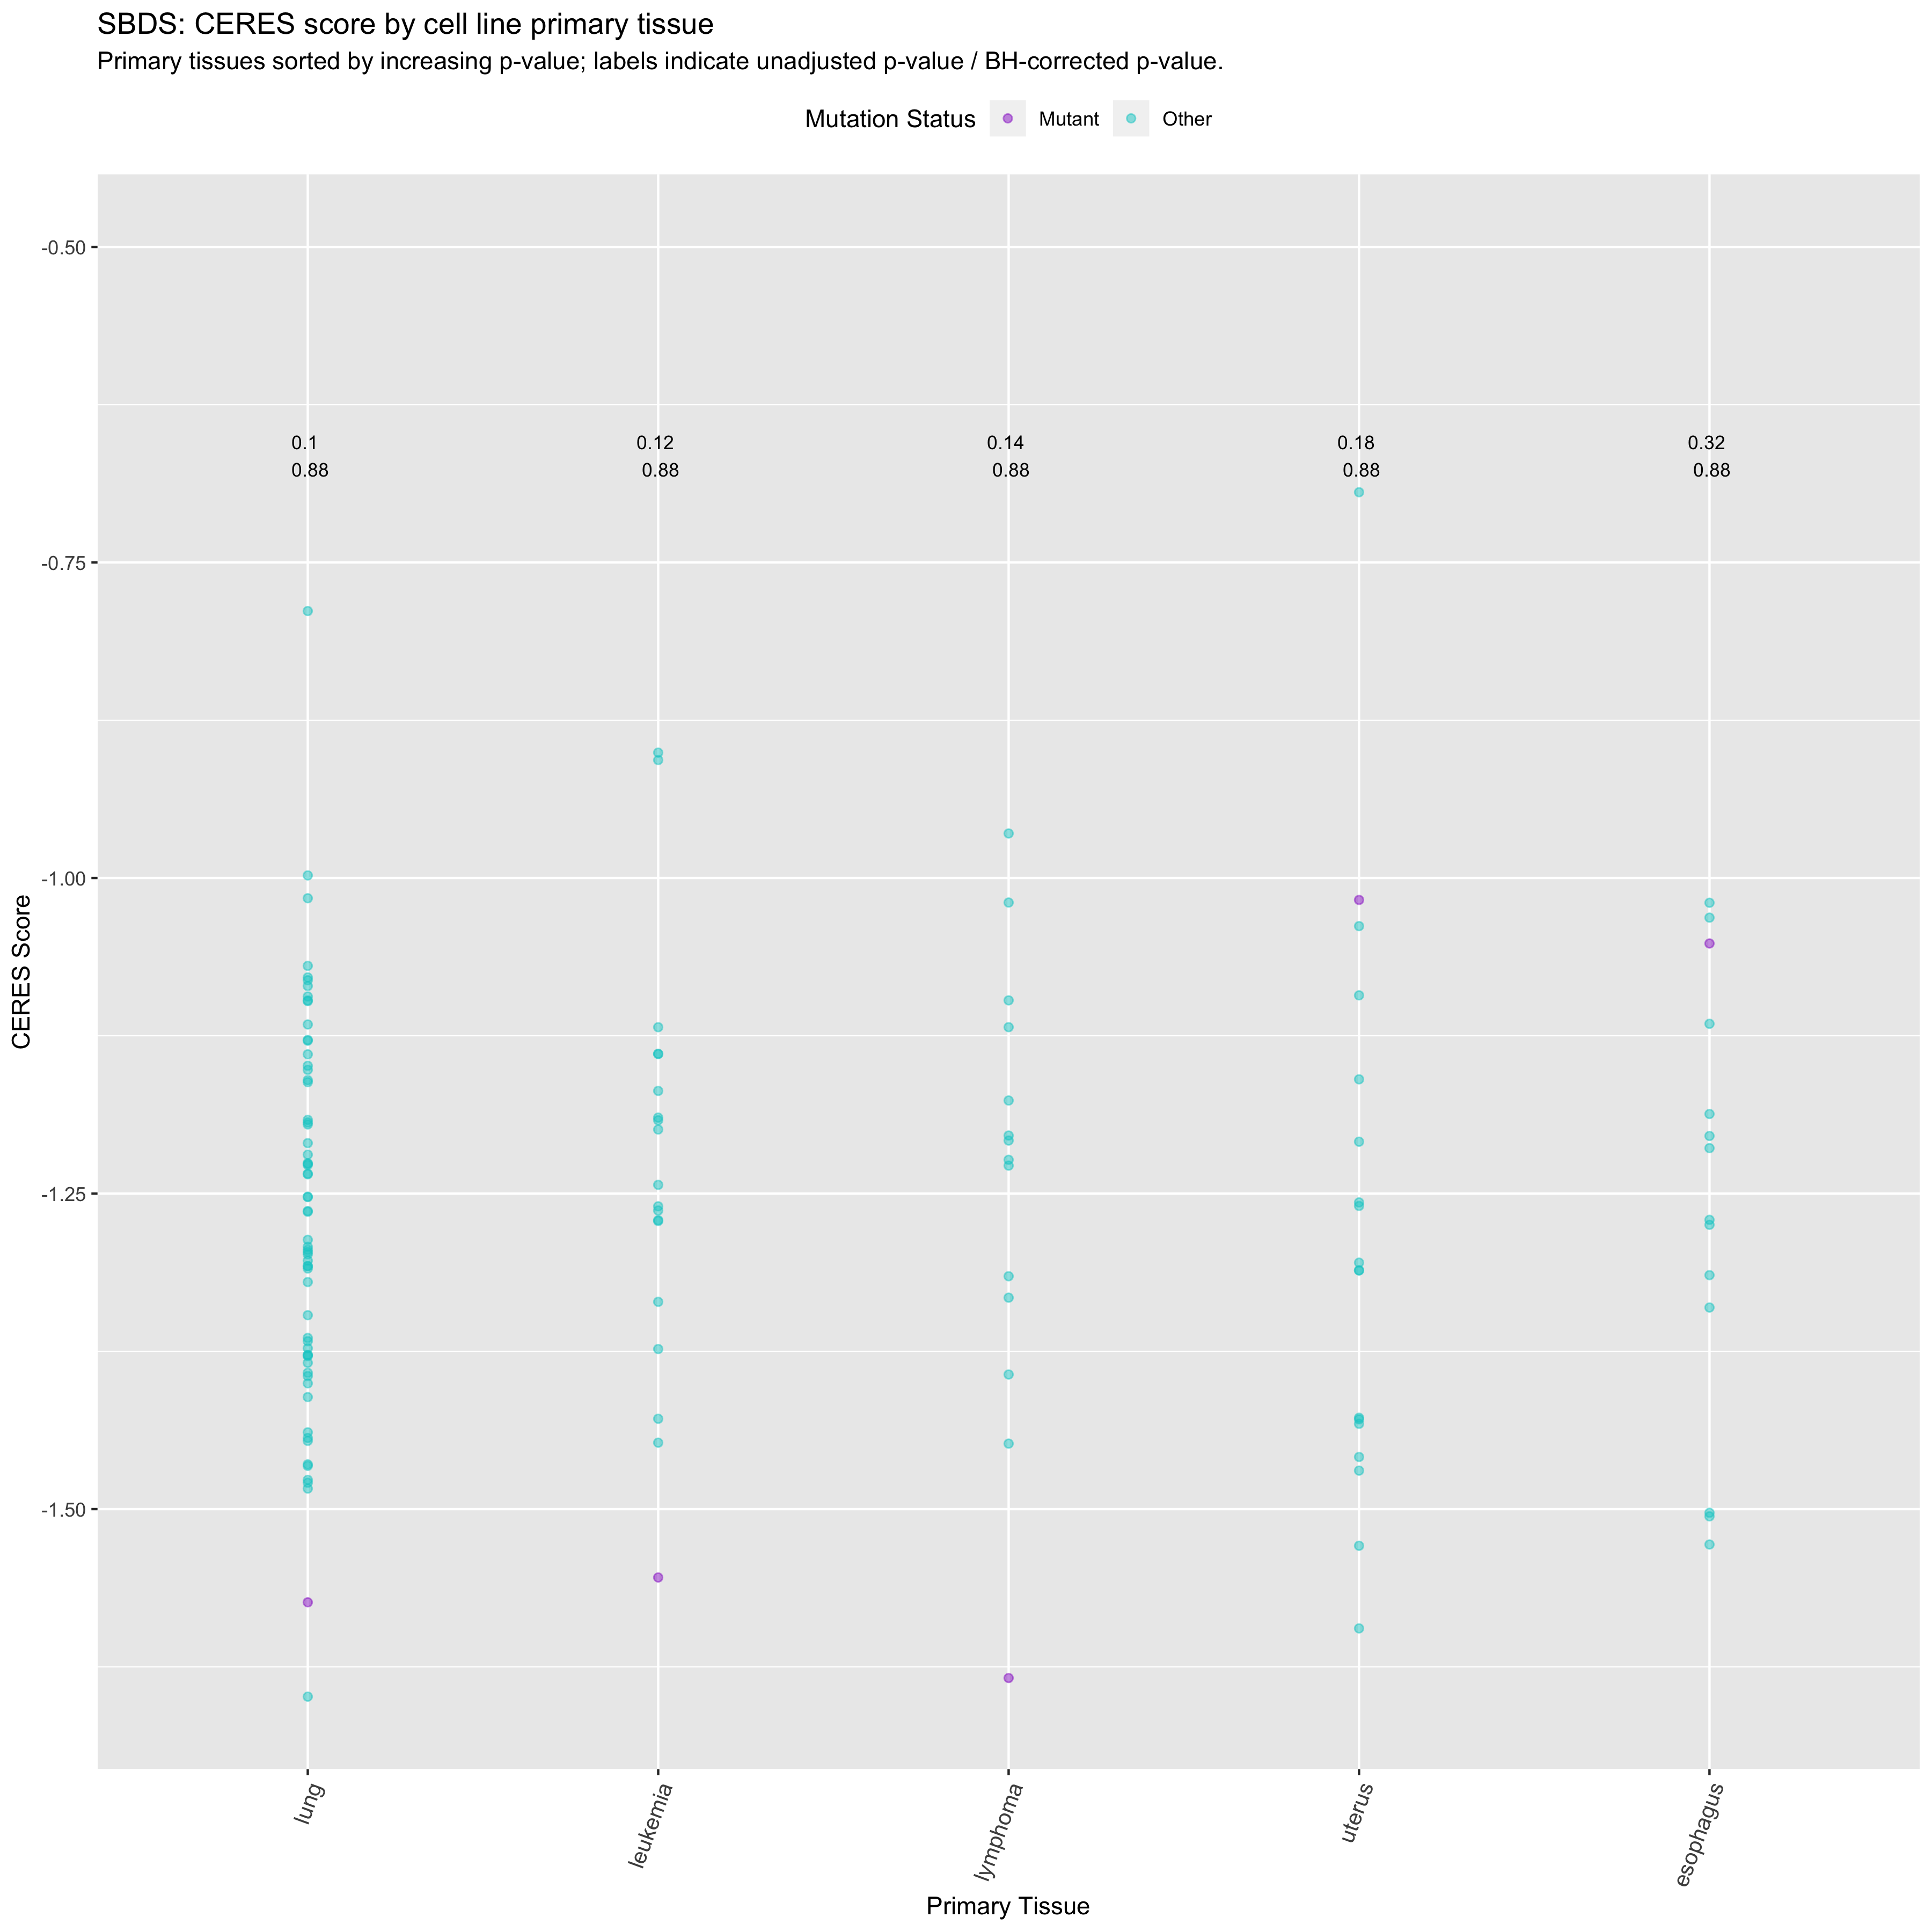 SBDS: CERES score by cell line primary tissue
Primary tissues sorted by increasing p-value; labels indicate unadjusted p-value / BH-corrected p-value.
Mutation Status Mutant Other
-0.50
0.1 0.12 0.14 0.18 0.32
0.88 0.88 0.88 0.88 0.88
-0.75
-1.00
CERES Score
-1.25
-1.50
lung leukemia lymphoma uterus esophagus
Primary Tissue